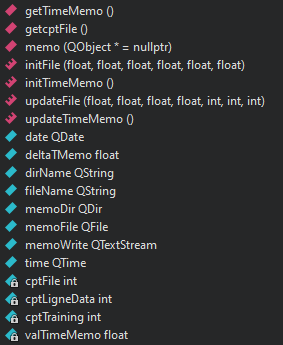 getTimeMemo ()
getcptFile ()
memo (QObject * = nullptr)
initFile (float, float, float, float, float, float)
initTimeMemo ()
updateFile (float, float, float, float, int, int, int)
updateTimeMemo ()
date QDate
deltaTMemo float
dirName QString
fileName QString
memoDir QDir
memoFile QFile
memoWrite QTextStream
time QTime
cptFile int
cptLigneData int
cptTraining int
valTimeMemo float